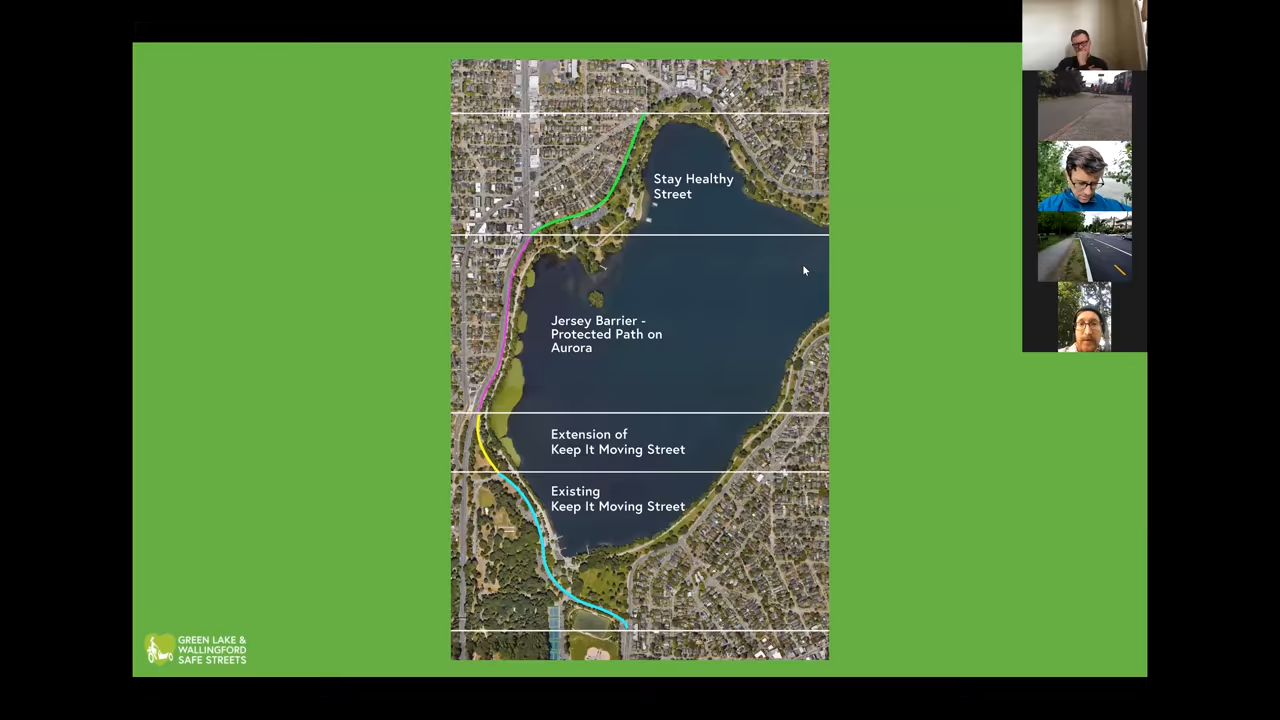 Stay Healthy
Street
Jersey Barrier -
Protected Path on
Aurora
Extension of
Keep It Moving Street
Existing
Keep It Moving Street
GREEN LAKE &
WALLINGFORD
SAFE STREETS